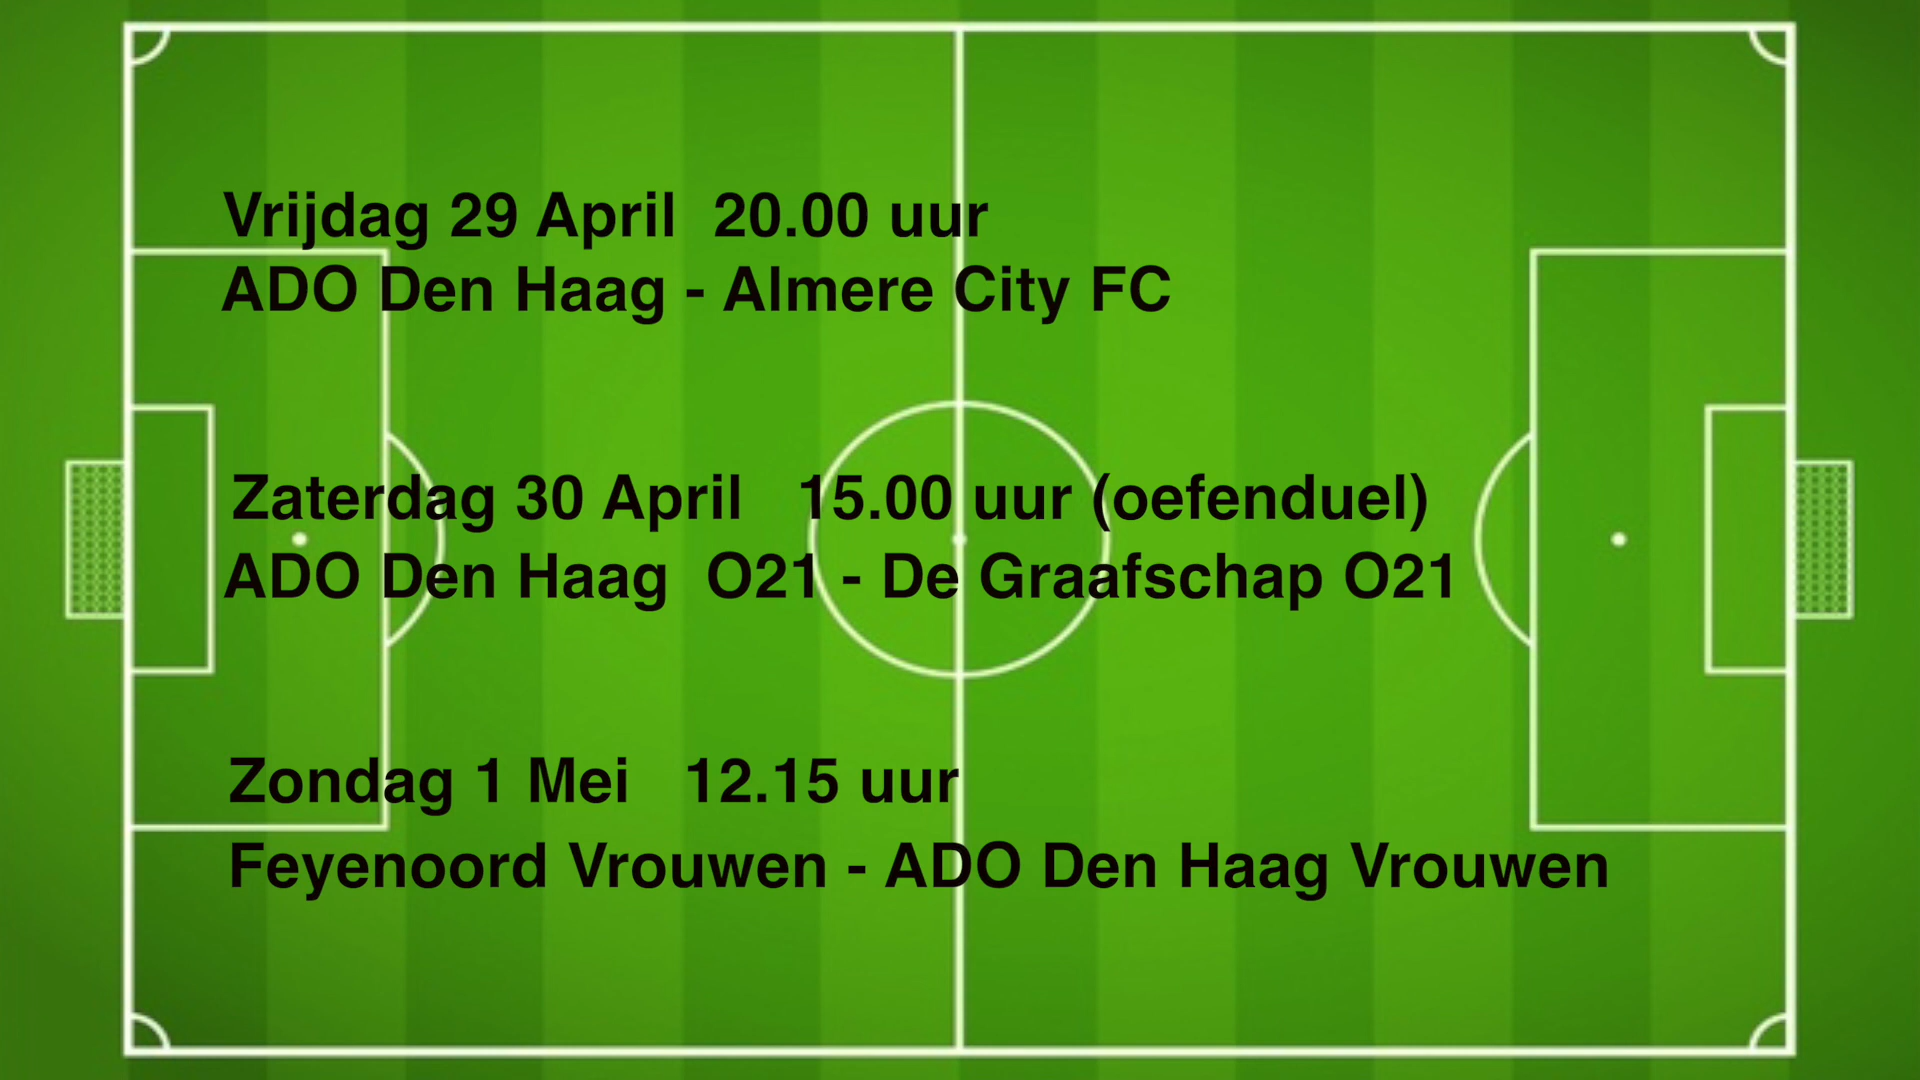 Vrijdag 29 April  20.00 uur
ADO Den Haag - Almere City FC
Zaterdag 30 April   15.00 uur (oefenduel)
ADO Den Haag  O21 - De Graafschap O21
Zondag 1 Mei   12.15 uur
Feyenoord Vrouwen - ADO Den Haag Vrouwen